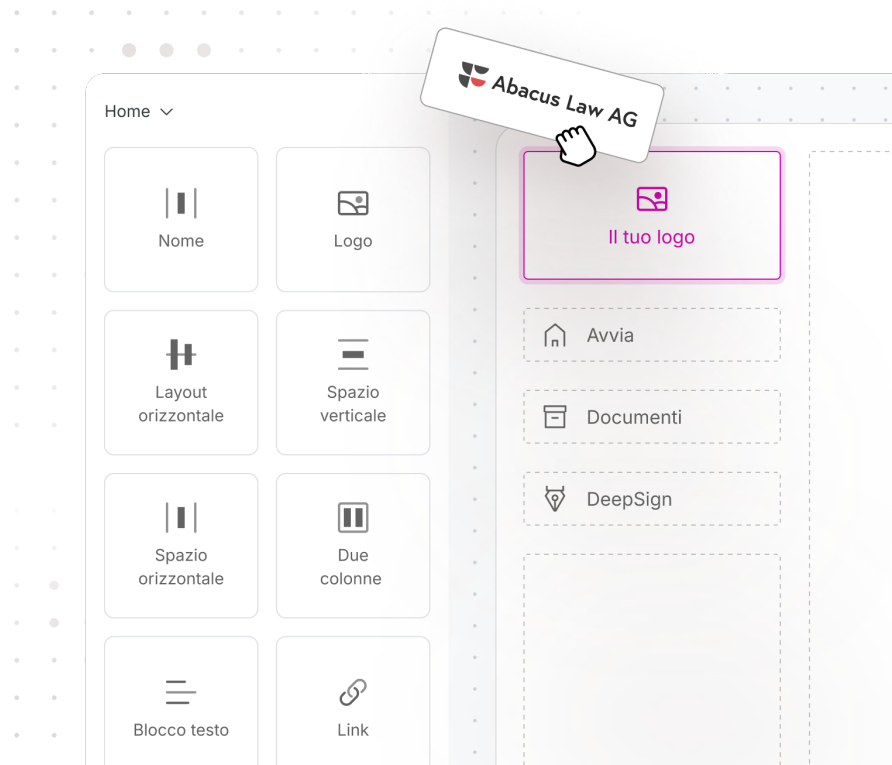 Abacus Law AG
Home
Nome
Logo
Layout
orizzontale
Spazio
verticale
Spazio
orizzontale
Due
colonne
Blocco testo
Link
Il tuo logo
Avvia
Documenti
DeepSign